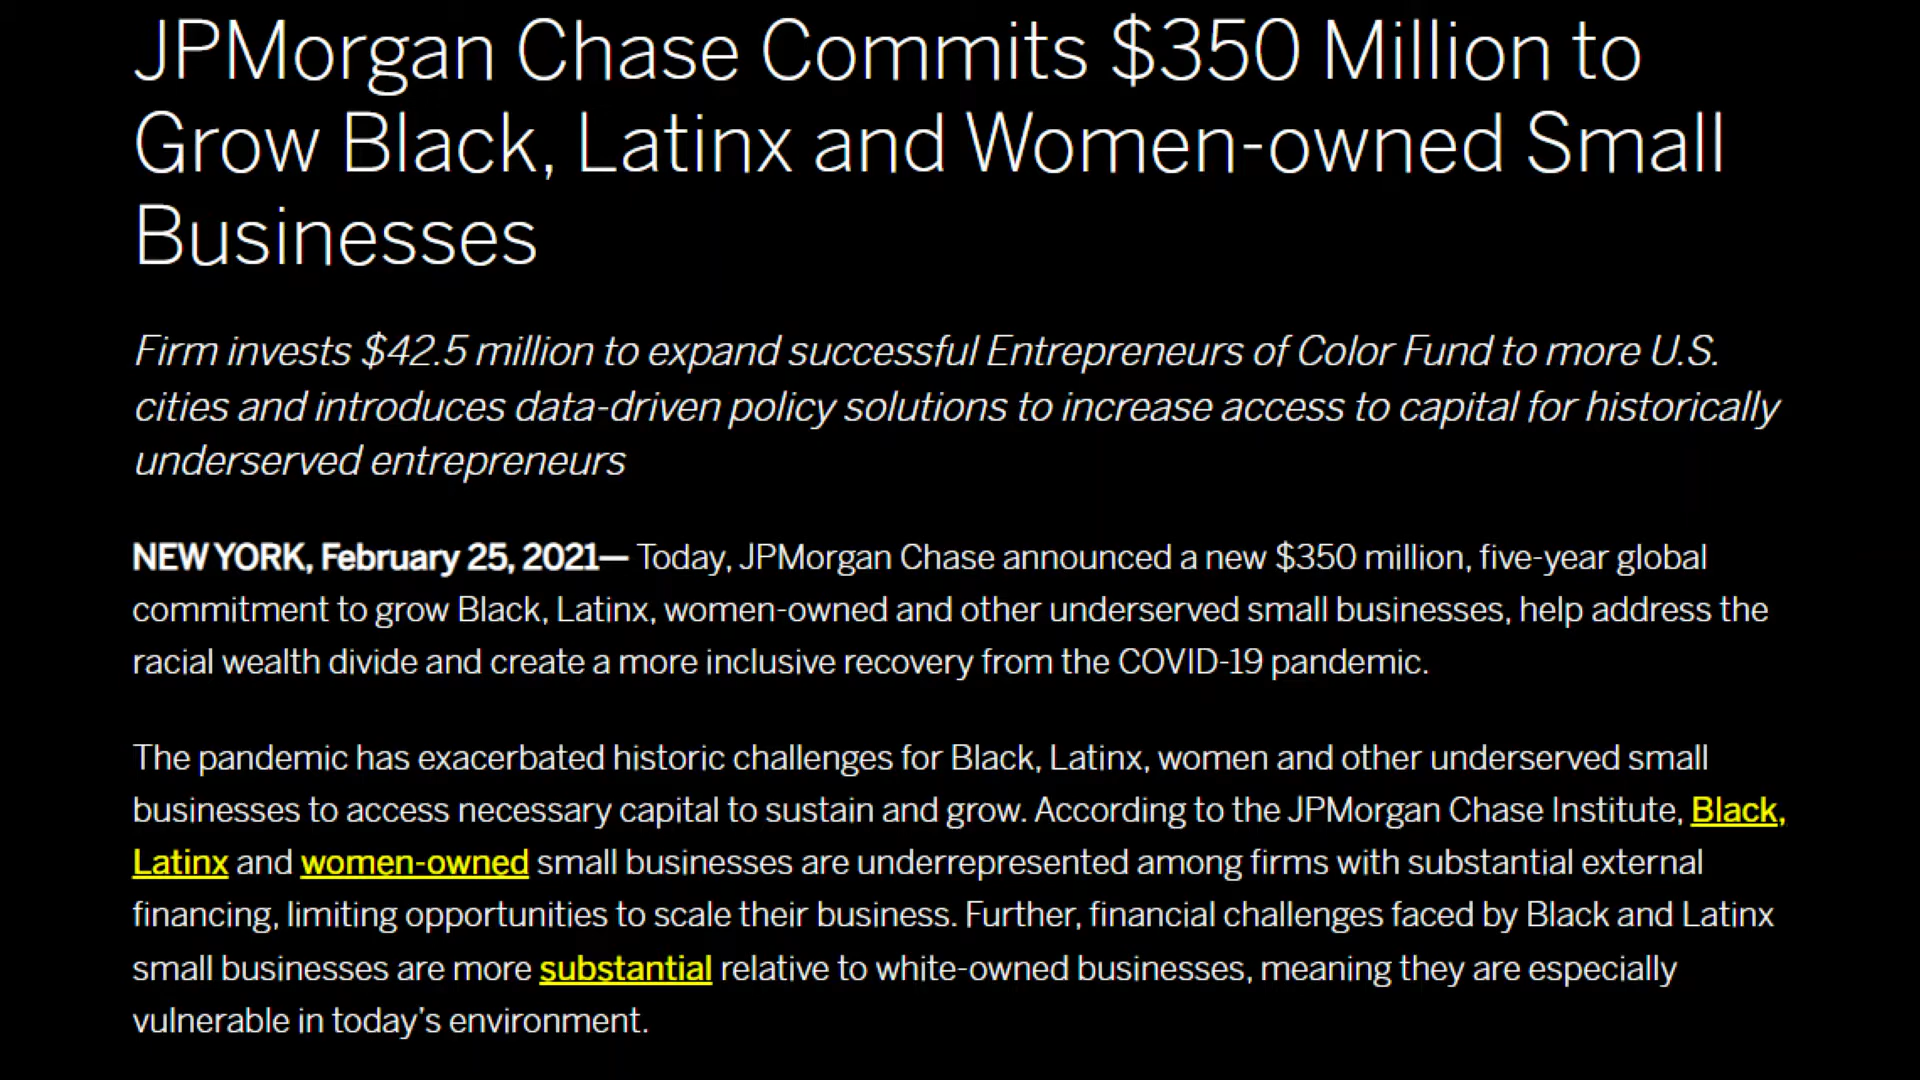 JPMorgan Chase Commits $350 Million to
Grow Black, Latinx and Women-owned Small
Businesses
Firm invests $42.5 million to expand successful Entrepreneurs of Color Fund to more U.S.
cities and introduces data-driven policy solutions to increase access to capital for historically
underserved entrepreneurs
NEW YORK, February 25, 2021— Today, JPMorgan Chase announced a new $350 million, five-year global
commitment to grow Black, Latinx, women-owned and other underserved small businesses, help address the
racial wealth divide and create a more inclusive recovery from the COVID-19 pandemic.
The pandemic has exacerbated historic challenges for Black, Latinx, women and other underserved small
businesses to access necessary capital to sustain and grow. According to the JPMorgan Chase Institute, Black,
Latinx and women-owned small businesses are underrepresented among firms with substantial external
financing, limiting opportunities to scale their business. Further, financial challenges faced by Black and Latinx
small businesses are more substantial relative to white-owned businesses, meaning they are especially
vulnerable in today's environment.